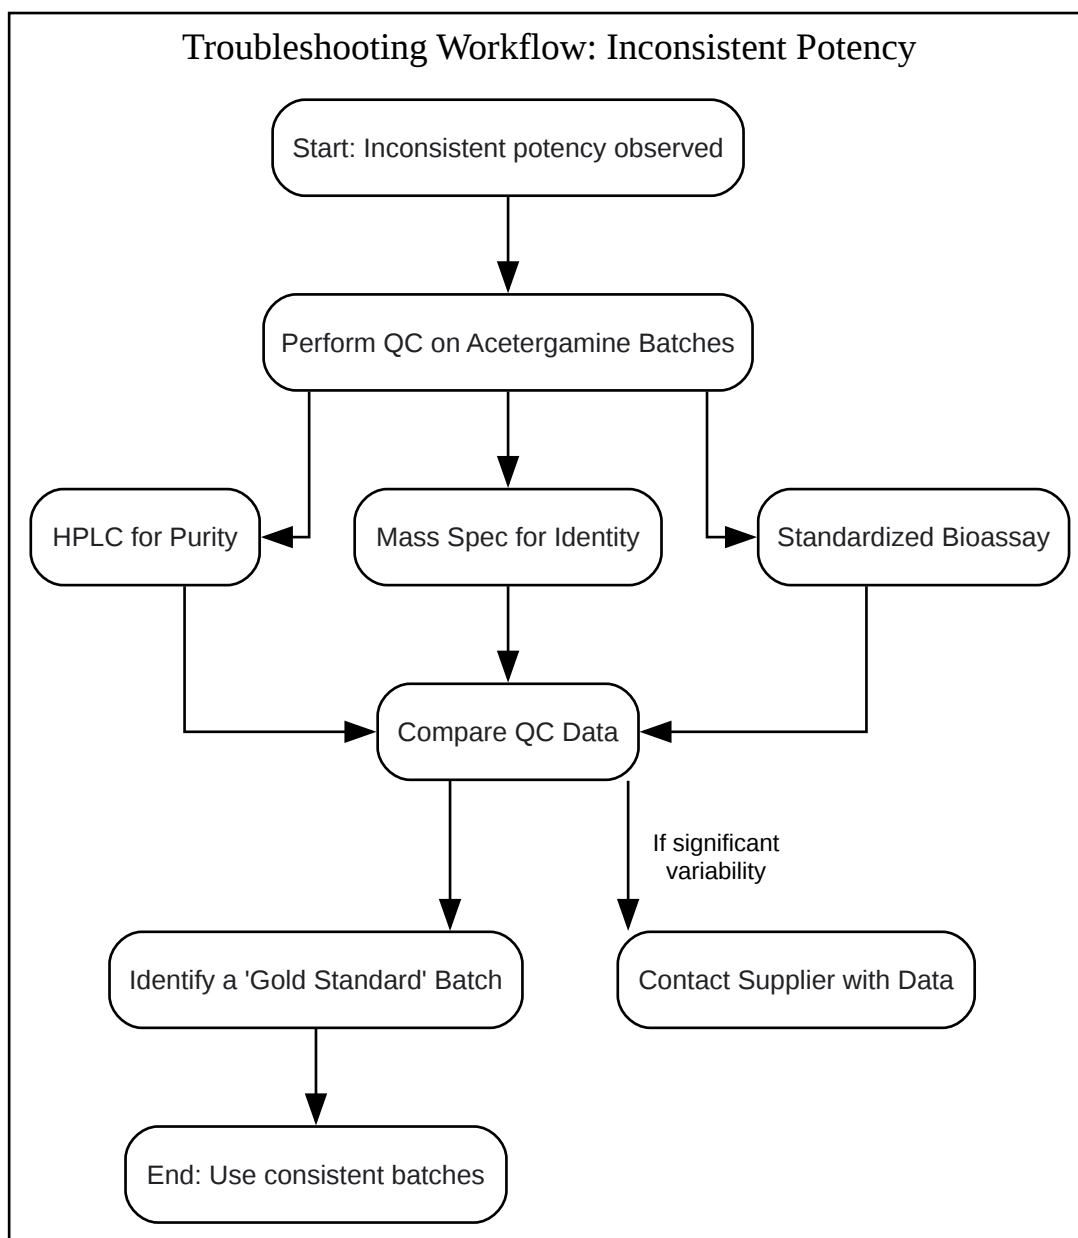 Troubleshooting Workflow: Inconsistent Potency
Start: Inconsistent potency observed
Perform QC on Acetergamine Batches
HPLC for Purity
Mass Spec for Identity
Standardized Bioassay
Compare QC Data
If significant
variability
Identify a 'Gold Standard' Batch
Contact Supplier with Data
End: Use consistent batches